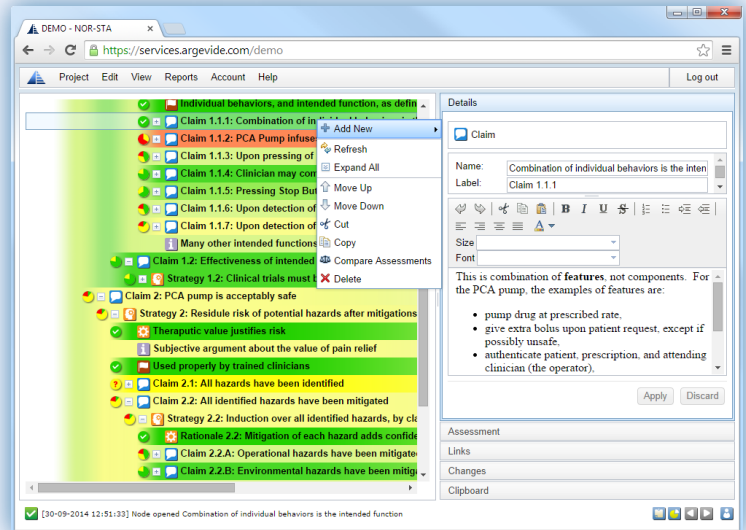 DEMO - NOR-STA
https://services.argevide.com/demo
Project Edit View Reports Account Help Log out
Individual behaviors, and intended function, as defin
Claim 1.1.1: Combination of
Claim 1.1.2: PCA Pump infuse
Claim 1.1.3: Upon pressing of
Claim 1.1.4: Clinician may com
Claim 1.1.5: Pressing Stop But
Claim 1.1.6: Upon detection of
Claim 1.1.7: Upon detection of
Many other intended functions
Claim 1.2: Effectiveness of intended
Strategy 1.2: Clinical trials must b
Claim 2: PCA pump is acceptably safe
Strategy 2: Residule risk of potential hazards after mitigations
Theraputic value justifies risk
Subjective argument about the value of pain relief
Used properly by trained clinicians
Claim 2.1: All hazards have been identified
Claim 2.2: All identified hazards have been mitigated
Strategy 2.2: Induction over all identified hazards, by cla
Rationale 2.2: Mitigation of each hazard adds confide
Claim 2.2.A: Operational hazards have been mitigate
Claim 2.2.B: Environmental hazards have been mitiga
Add New
Refresh
Expand All
Move Up
Move Down
Cut
Copy
Compare Assessments
Delete
Details
Claim
Name: Combination of individual behaviors is the inten
Label: Claim 1.1.1
B I U S
A
Size
Font
This is combination of features, not components. For
the PCA pump, the examples of features are:
• pump drug at prescribed rate,
• give extra bolus upon patient request, except if
possibly unsafe,
• authenticate patient, prescription, and attending
clinician (the operator),
Apply Discard
Assessment
Links
Changes
Clipboard
[30-09-2014 12:51:33] Node opened Combination of individual behaviors is the intended function